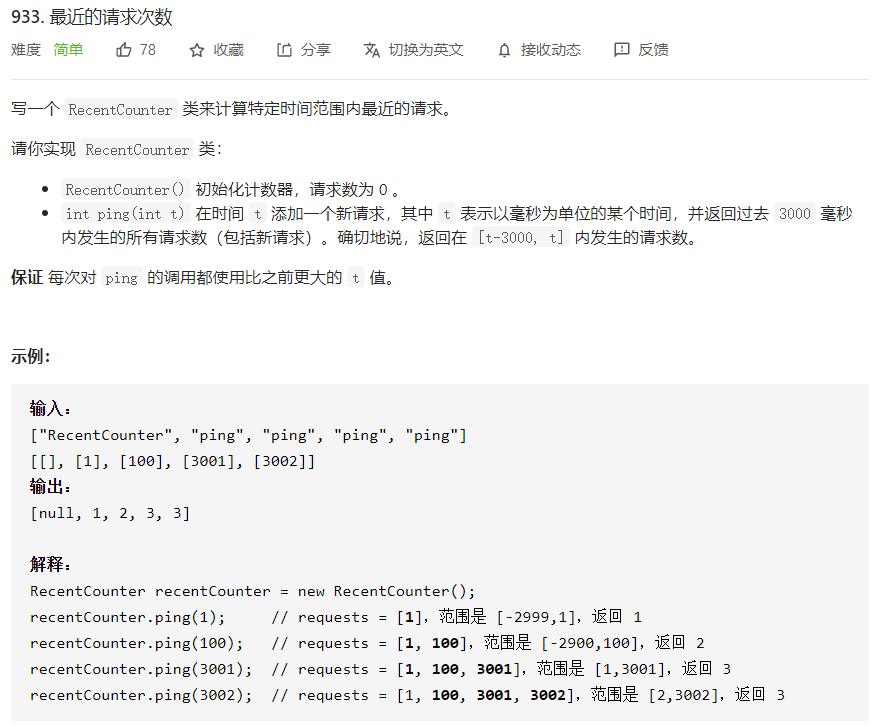 933. 最近的请求次数
难度 简单 78 收藏 分享 切换为英文 接收动态 反馈
写一个 RecentCounter 类来计算特定时间范围内最近的请求。
请你实现 RecentCounter 类：
RecentCounter() 初始化计数器，请求数为 0 。
int ping(int t) 在时间 t 添加一个新请求，其中 t 表示以毫秒为单位的某个时间，并返回过去 3000 毫秒
内发生的所有请求数（包括新请求）。确切地说，返回在 [t-3000, t] 内发生的请求数。
保证 每次对 ping 的调用都使用比之前更大的 t 值。
示例：
输入：
["RecentCounter", "ping", "ping", "ping", "ping"]
[[], [1], [100], [3001], [3002]]
输出：
[null, 1, 2, 3, 3]
解释：
RecentCounter recentCounter = new RecentCounter();
recentCounter.ping(1);     // requests = [1]，范围是 [-2999,1]，返回 1
recentCounter.ping(100);   // requests = [1, 100]，范围是 [-2900,100]，返回 2
recentCounter.ping(3001);  // requests = [1, 100, 3001]，范围是 [1,3001]，返回 3
recentCounter.ping(3002);  // requests = [1, 100, 3001, 3002]，范围是 [2,3002]，返回 3